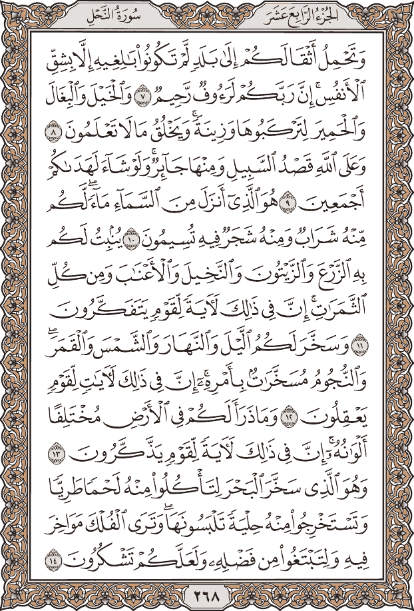 الجزء الرابع عشر
سورة النحل
وَتَحْمِلُ أَثْقَالَكُمْ إِلَىٰ بَلَدٍ لَّمْ تَكُونُوا۟ بَٰلِغِيهِ إِلَّا بِشِقِّ
ٱلْأَنفُسِ ۚ إِنَّ رَبَّكُمْ لَرَءُوفٌ رَّحِيمٌ ٧ وَٱلْخَيْلَ وَٱلْبِغَالَ
وَٱلْحَمِيرَ لِتَرْكَبُوهَا وَزِينَةً ۚ وَيَخْلُقُ مَا لَا تَعْلَمُونَ ٨
وَعَلَى ٱللَّهِ قَصْدُ ٱلسَّبِيلِ وَمِنْهَا جَآئِرٌ ۚ وَلَوْ شَآءَ لَهَدَىٰكُمْ
أَجْمَعِينَ ٩ هُوَ ٱلَّذِىٓ أَنزَلَ مِنَ ٱلسَّمَآءِ مَآءً ۖ لَّكُم
مِّنْهُ شَرَابٌ وَمِنْهُ شَجَرٌ فِيهِ تُسِيمُونَ ١٠ يُنۢبِتُ لَكُم
بِهِ ٱلزَّرْعَ وَٱلزَّيْتُونَ وَٱلنَّخِيلَ وَٱلْأَعْنَٰبَ وَمِن كُلِّ
ٱلثَّمَرَٰتِ ۗ إِنَّ فِى ذَٰلِكَ لَءَايَةً لِّقَوْمٍ يَتَفَكَّرُونَ
١١ وَسَخَّرَ لَكُمُ ٱلَّيْلَ وَٱلنَّهَارَ وَٱلشَّمْسَ وَٱلْقَمَرَ ۖ
وَٱلنُّجُومُ مُسَخَّرَٰتٌۢ بِأَمْرِهِۦٓ ۗ إِنَّ فِى ذَٰلِكَ لَءَايَٰتٍ لِّقَوْمٍ
يَعْقِلُونَ ١٢ وَمَا ذَرَأَ لَكُمْ فِى ٱلْأَرْضِ مُخْتَلِفًا
أَلْوَٰنُهُۥٓ ۗ إِنَّ فِى ذَٰلِكَ لَءَايَةً لِّقَوْمٍ يَذَّكَّرُونَ ١٣
وَهُوَ ٱلَّذِى سَخَّرَ ٱلْبَحْرَ لِتَأْكُلُوا۟ مِنْهُ لَحْمًا طَرِيًّا
وَتَسْتَخْرِجُوا۟ مِنْهُ حِلْيَةً تَلْبَسُونَهَا ۖ وَتَرَى ٱلْفُلْكَ مَوَاخِرَ
فِيهِ وَلِتَبْتَغُوا۟ مِن فَضْلِهِۦ وَلَعَلَّكُمْ تَشْكُرُونَ ١٤
٢٦٨